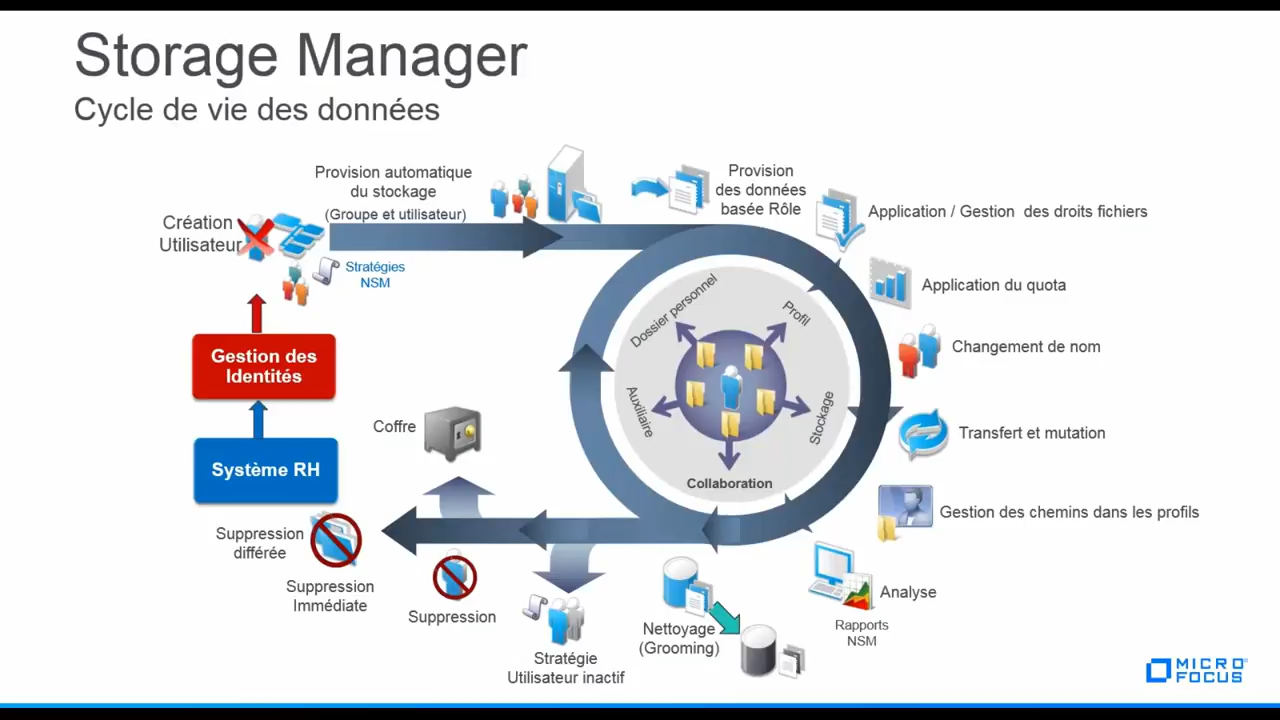 Storage Manager
Cycle de vie des données
Provision automatique
du stockage
(Groupe et utilisateur)
Provision
des données
basée Rôle
Création
Utilisateur
Application / Gestion des droits fichiers
Stratégies
NSM
Application du quota
Dossier personnel
Profil
Gestion des
Identités
Changement de nom
Auxiliaire
Stockage
Coffre
Transfert et mutation
Système RH
Collaboration
Gestion des chemins dans les profils
Suppression
différée
Suppression
Immédiate
Suppression
Analyse
Rapports
NSM
Nettoyage
(Grooming)
Stratégie
Utilisateur inactif
MICRO
FOCUS